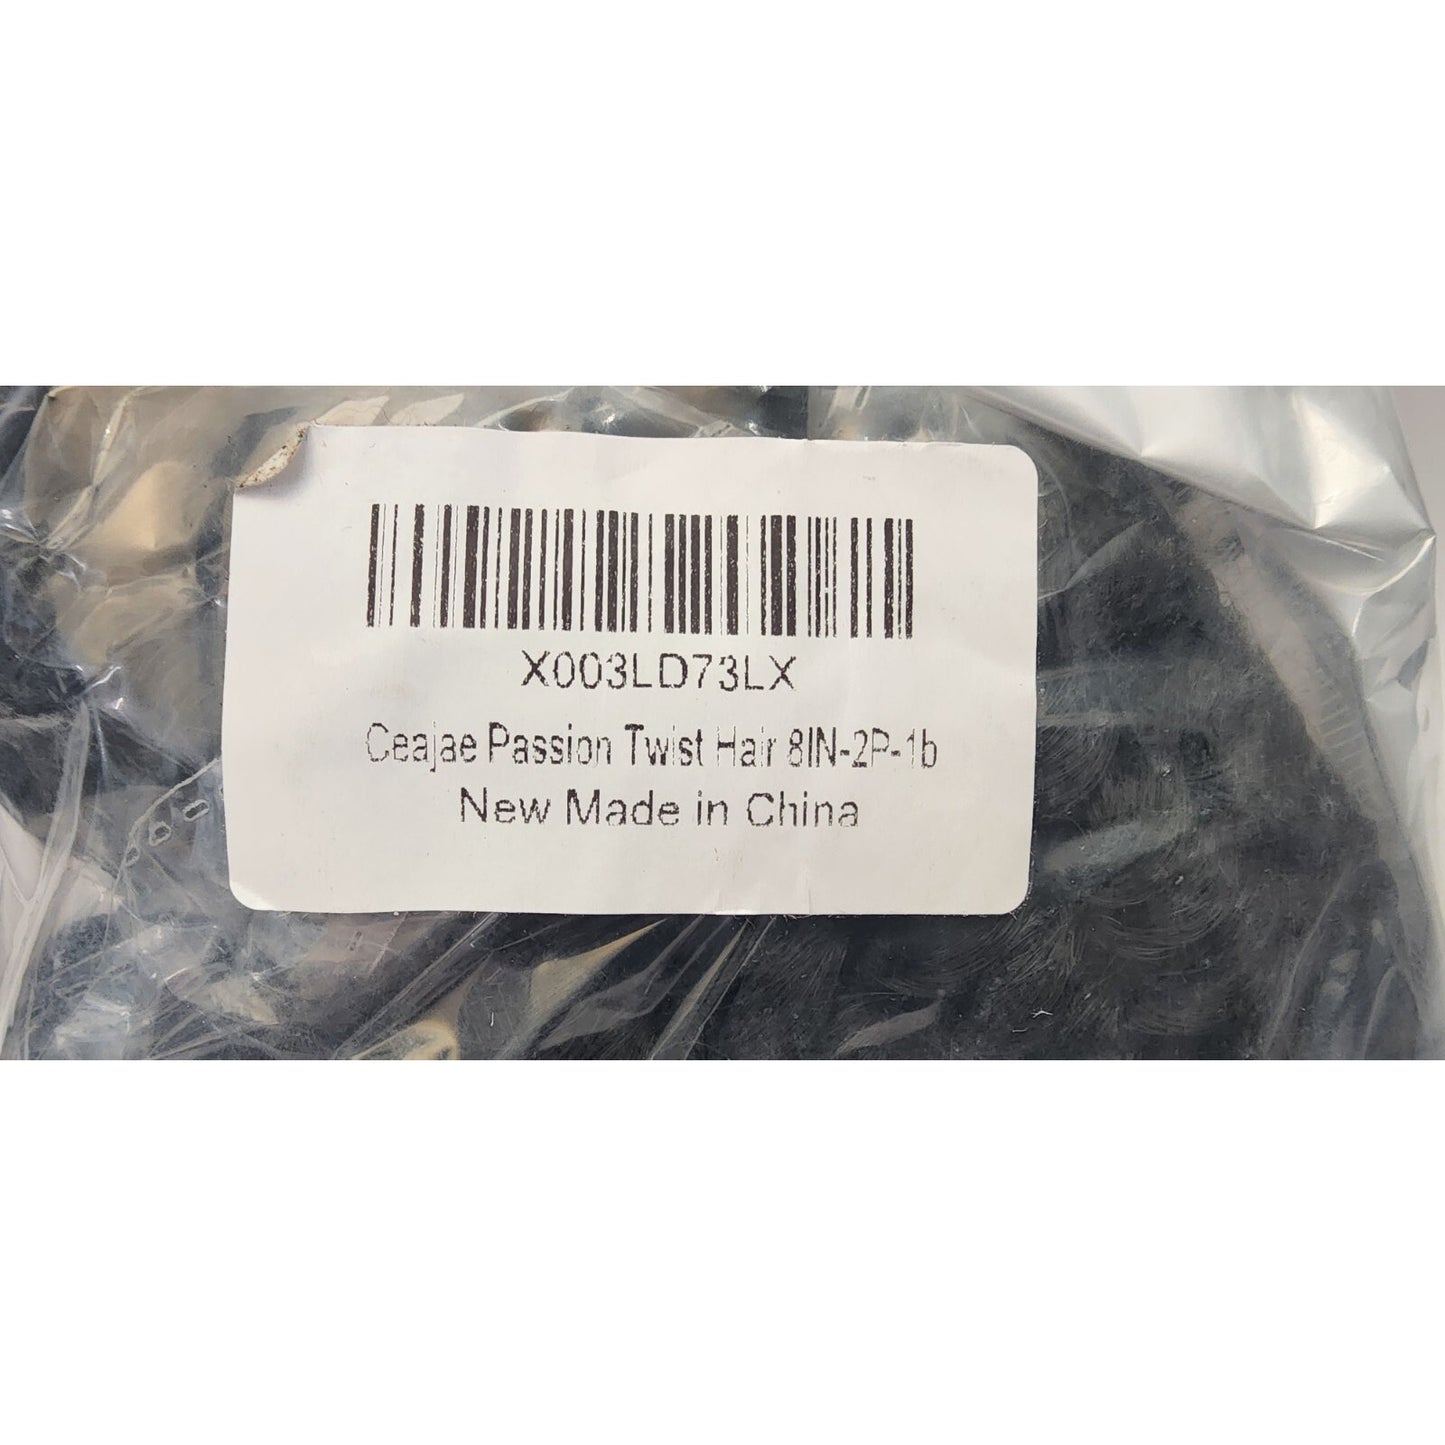 X003LD73LX
Ceajae Passion Twist Hair 8IN-2P-1b
New Made in China